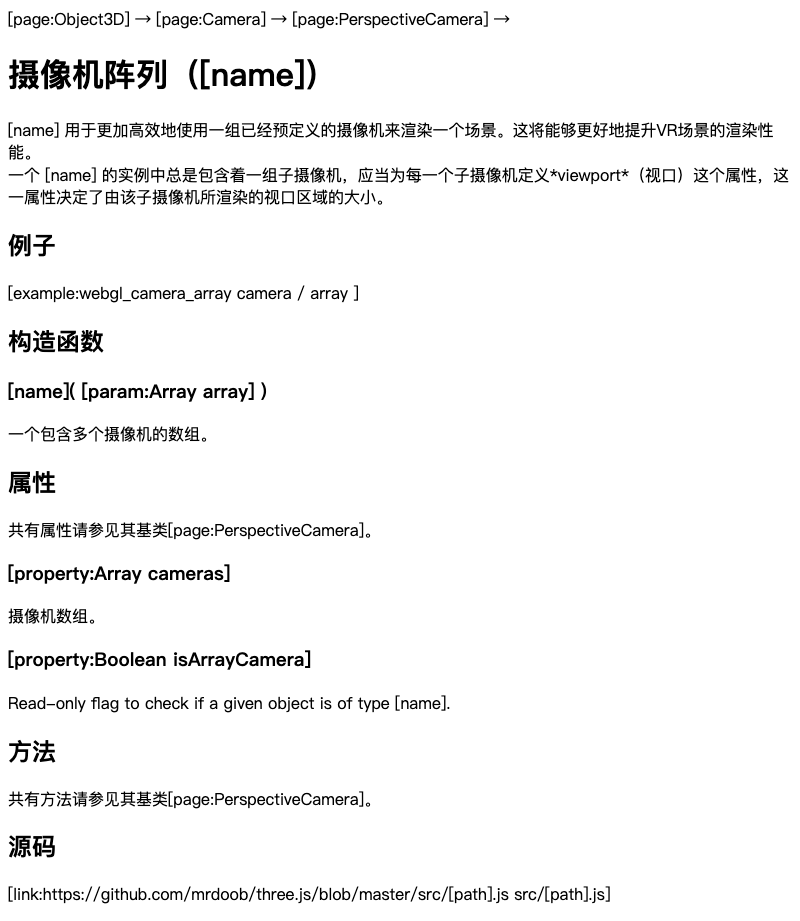 [page:Object3D] → [page:Camera] → [page:PerspectiveCamera] →
摄像机阵列（[name]）
[name] 用于更加高效地使用一组已经预定义的摄像机来渲染一个场景。这将能够更好地提升VR场景的渲染性
能。
一个 [name] 的实例中总是包含着一组子摄像机，应当为每一个子摄像机定义*viewport*（视口）这个属性，这
一属性决定了由该子摄像机所渲染的视口区域的大小。
例子
[example:webgl_camera_array camera / array ]
构造函数
[name]( [param:Array array] )
一个包含多个摄像机的数组。
属性
共有属性请参见其基类[page:PerspectiveCamera]。
[property:Array cameras]
摄像机数组。
[property:Boolean isArrayCamera]
Read-only flag to check if a given object is of type [name].
方法
共有方法请参见其基类[page:PerspectiveCamera]。
源码
[link:https://github.com/mrdoob/three.js/blob/master/src/[path].js src/[path].js]